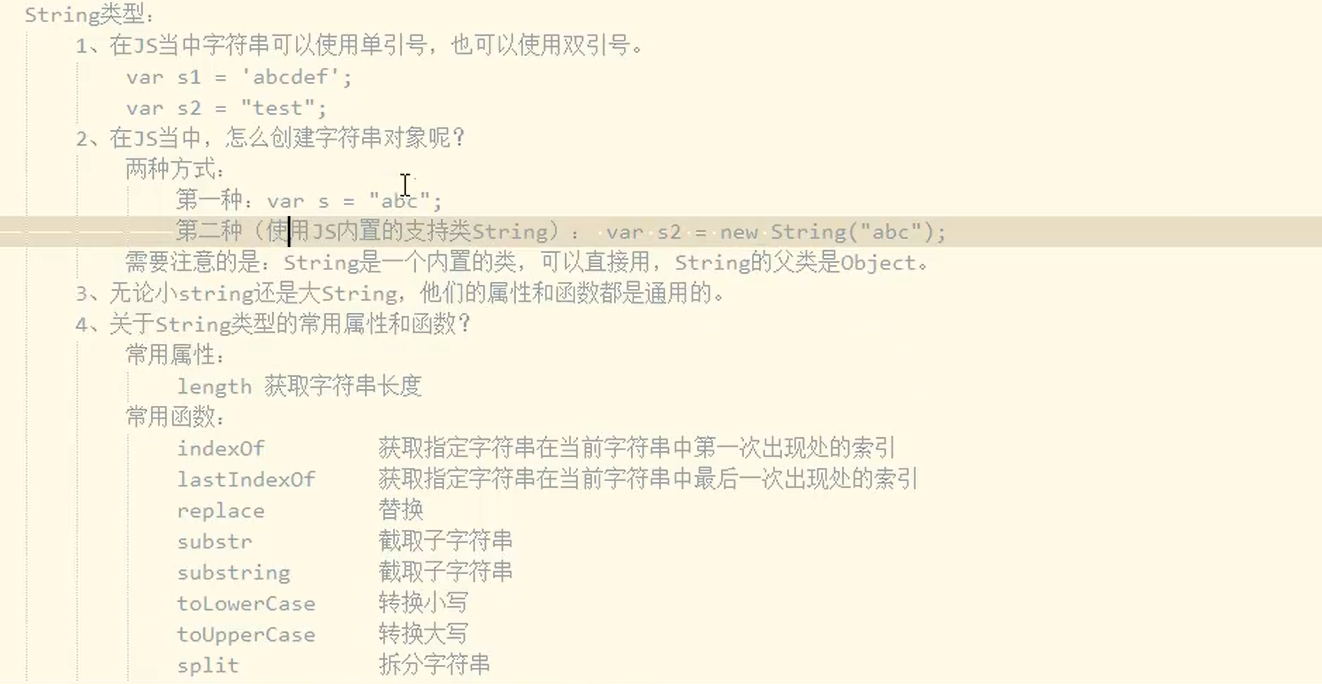 String类型:
1、在JS当中字符串可以使用单引号，也可以使用双引号。
var s1 = 'abcdef';
var s2 = "test";
2、在JS当中，怎么创建字符串对象呢？
两种方式:
第一种: var s = "abc";
第二种（使用JS内置的支持类String）: var s2 = new String("abc");
需要注意的是: String是一个内置的类，可以直接用，String的父类是Object。
3、无论小string还是大String，他们的属性和函数都是通用的。
4、关于String类型的常用属性和函数？
常用属性:
length 获取字符串长度
常用函数:
indexOf 获取指定字符串在当前字符串中第一次出现处的索引
lastIndexOf 获取指定字符串在当前字符串中最后一次出现处的索引
replace 替换
substr 截取子字符串
substring 截取子字符串
toLowerCase 转换小写
toUpperCase 转换大写
split 拆分字符串